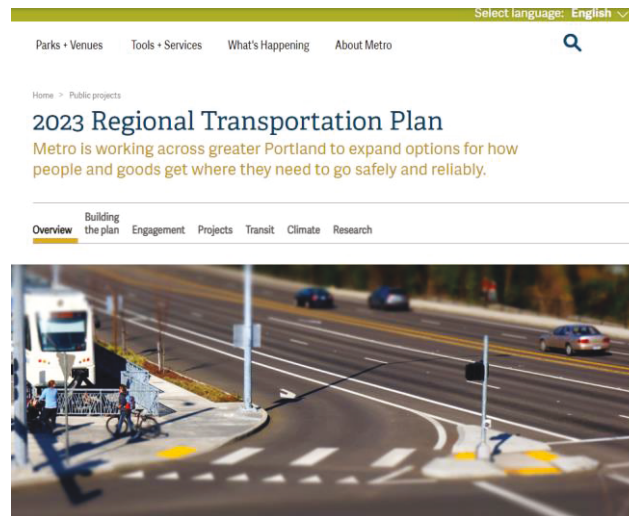 Select language: English
Parks + Venues Tools + Services What's Happening About Metro
Home > Public projects
2023 Regional Transportation Plan
Metro is working across greater Portland to expand options for how
people and goods get where they need to go safely and reliably.
Overview Building the plan Engagement Projects Transit Climate Research